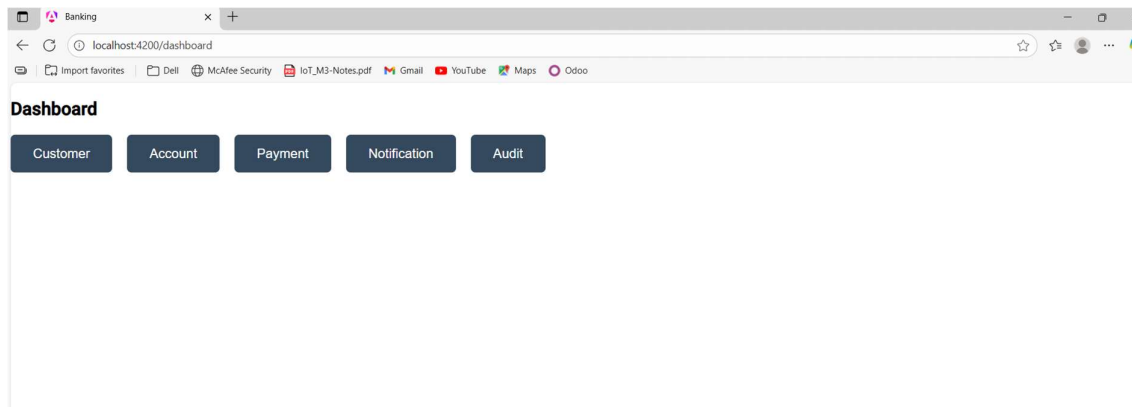 Banking
localhost:4200/dashboard
Import favorites Dell McAfee Security IoT_M3-Notes.pdf Gmail YouTube Maps Odoo
Dashboard
Customer Account Payment Notification Audit